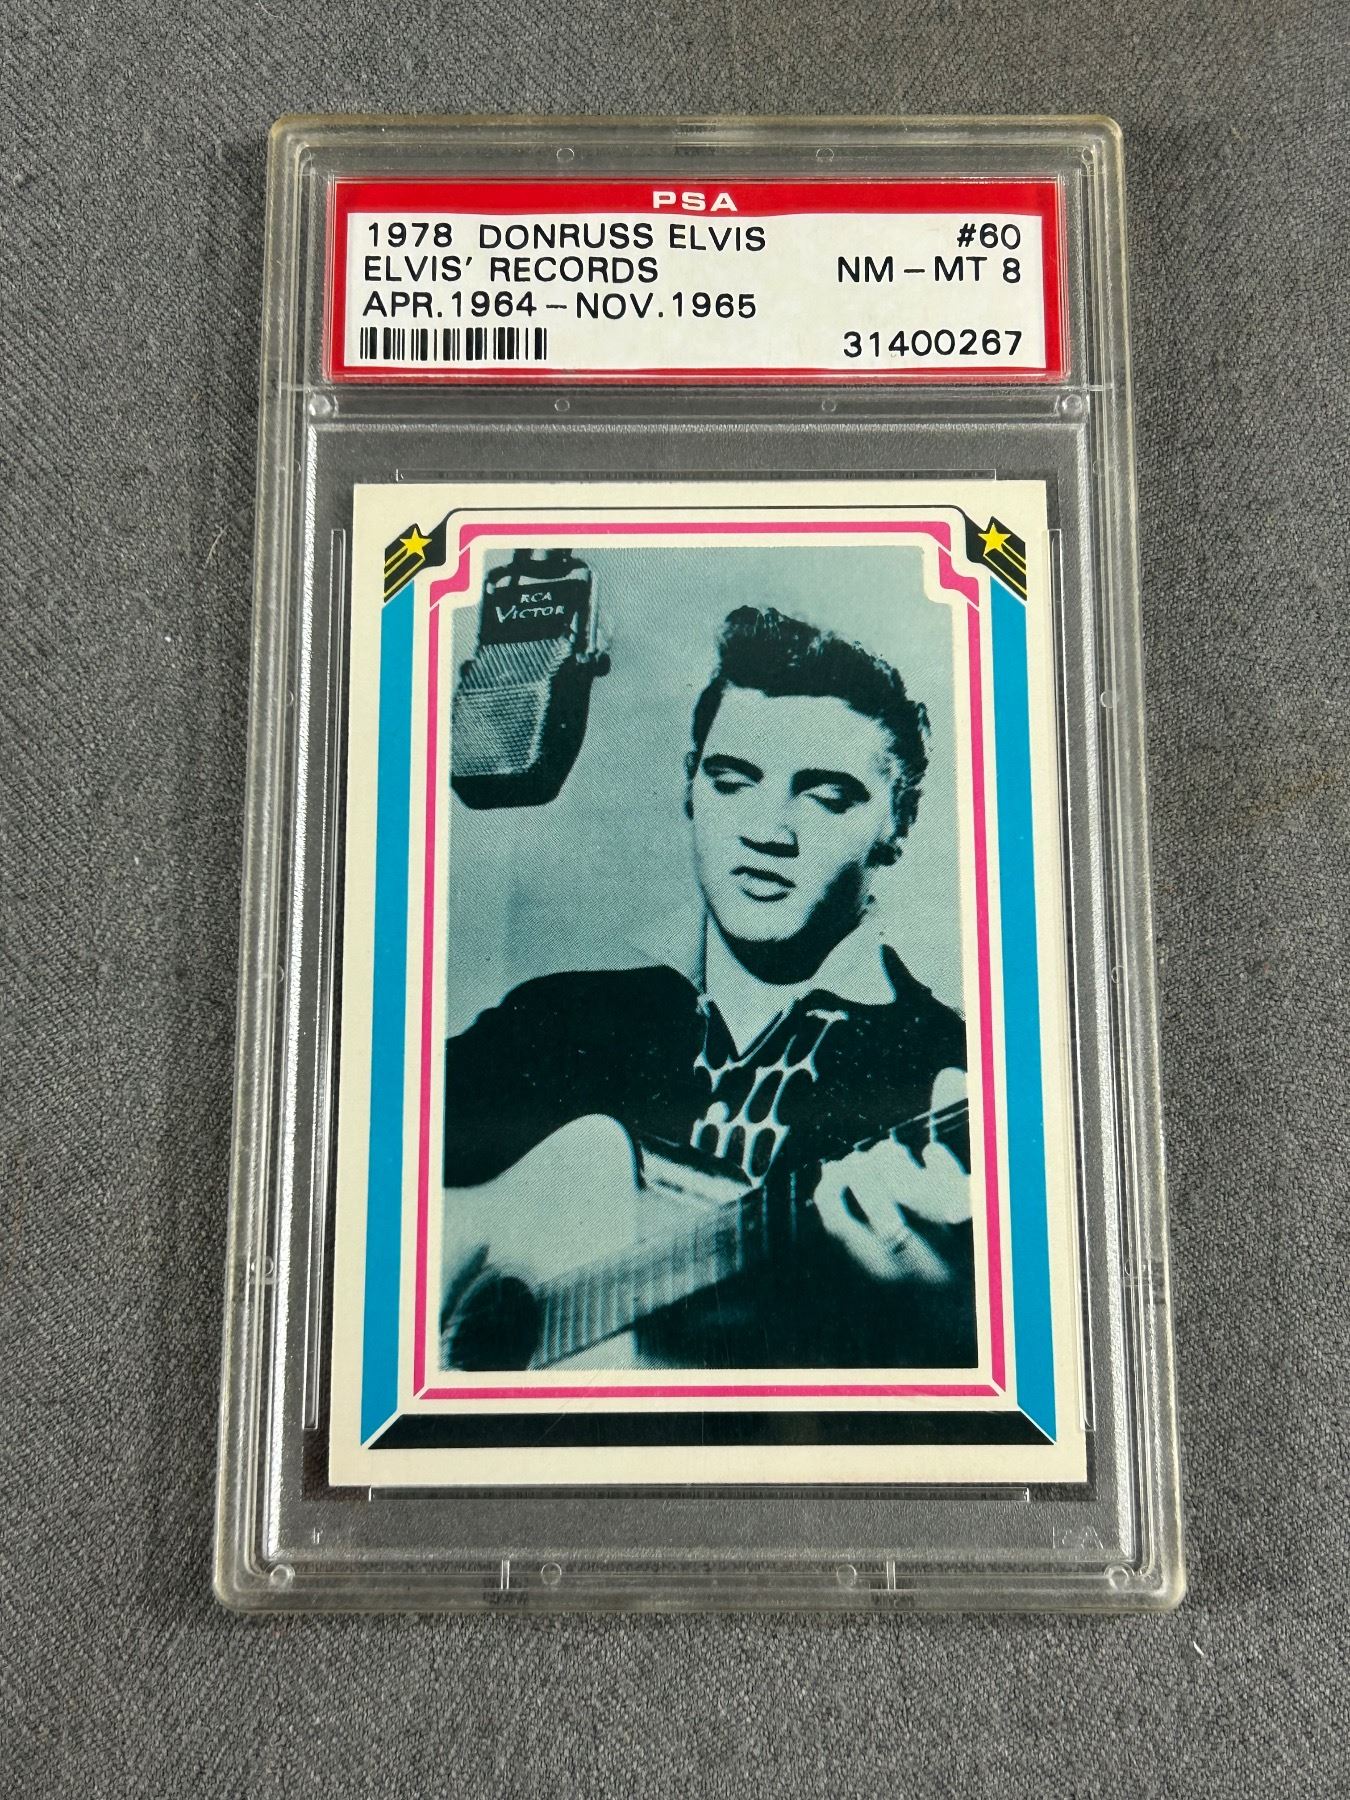 PSA
1978 DONRUSS ELVIS #60
ELVIS' RECORDS NM-MT 8
APR.1964-NOV.1965
31400267
RCA
VICTOR